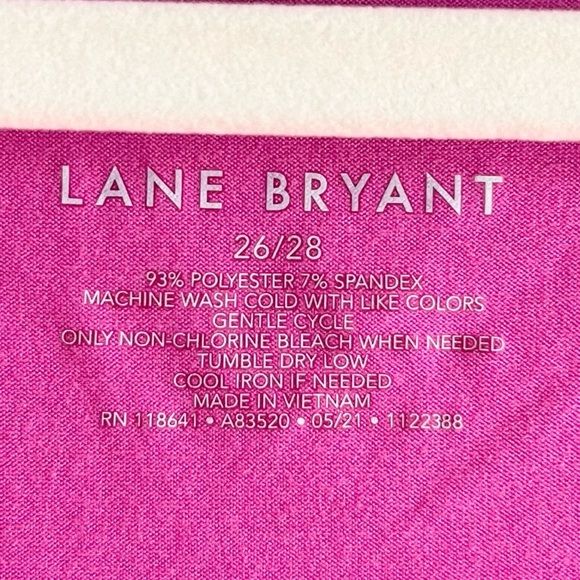 LANE BRYANT
26/28
93% POLYESTER 7% SPANDEX
MACHINE WASH COLD WITH LIKE COLORS
GENTLE CYCLE
ONLY NON-CHLORINE BLEACH WHEN NEEDED
TUMBLE DRY LOW
COOL IRON IF NEEDED
MADE IN VIETNAM
RN 118641 • A83520 • 05/21 • 1122388